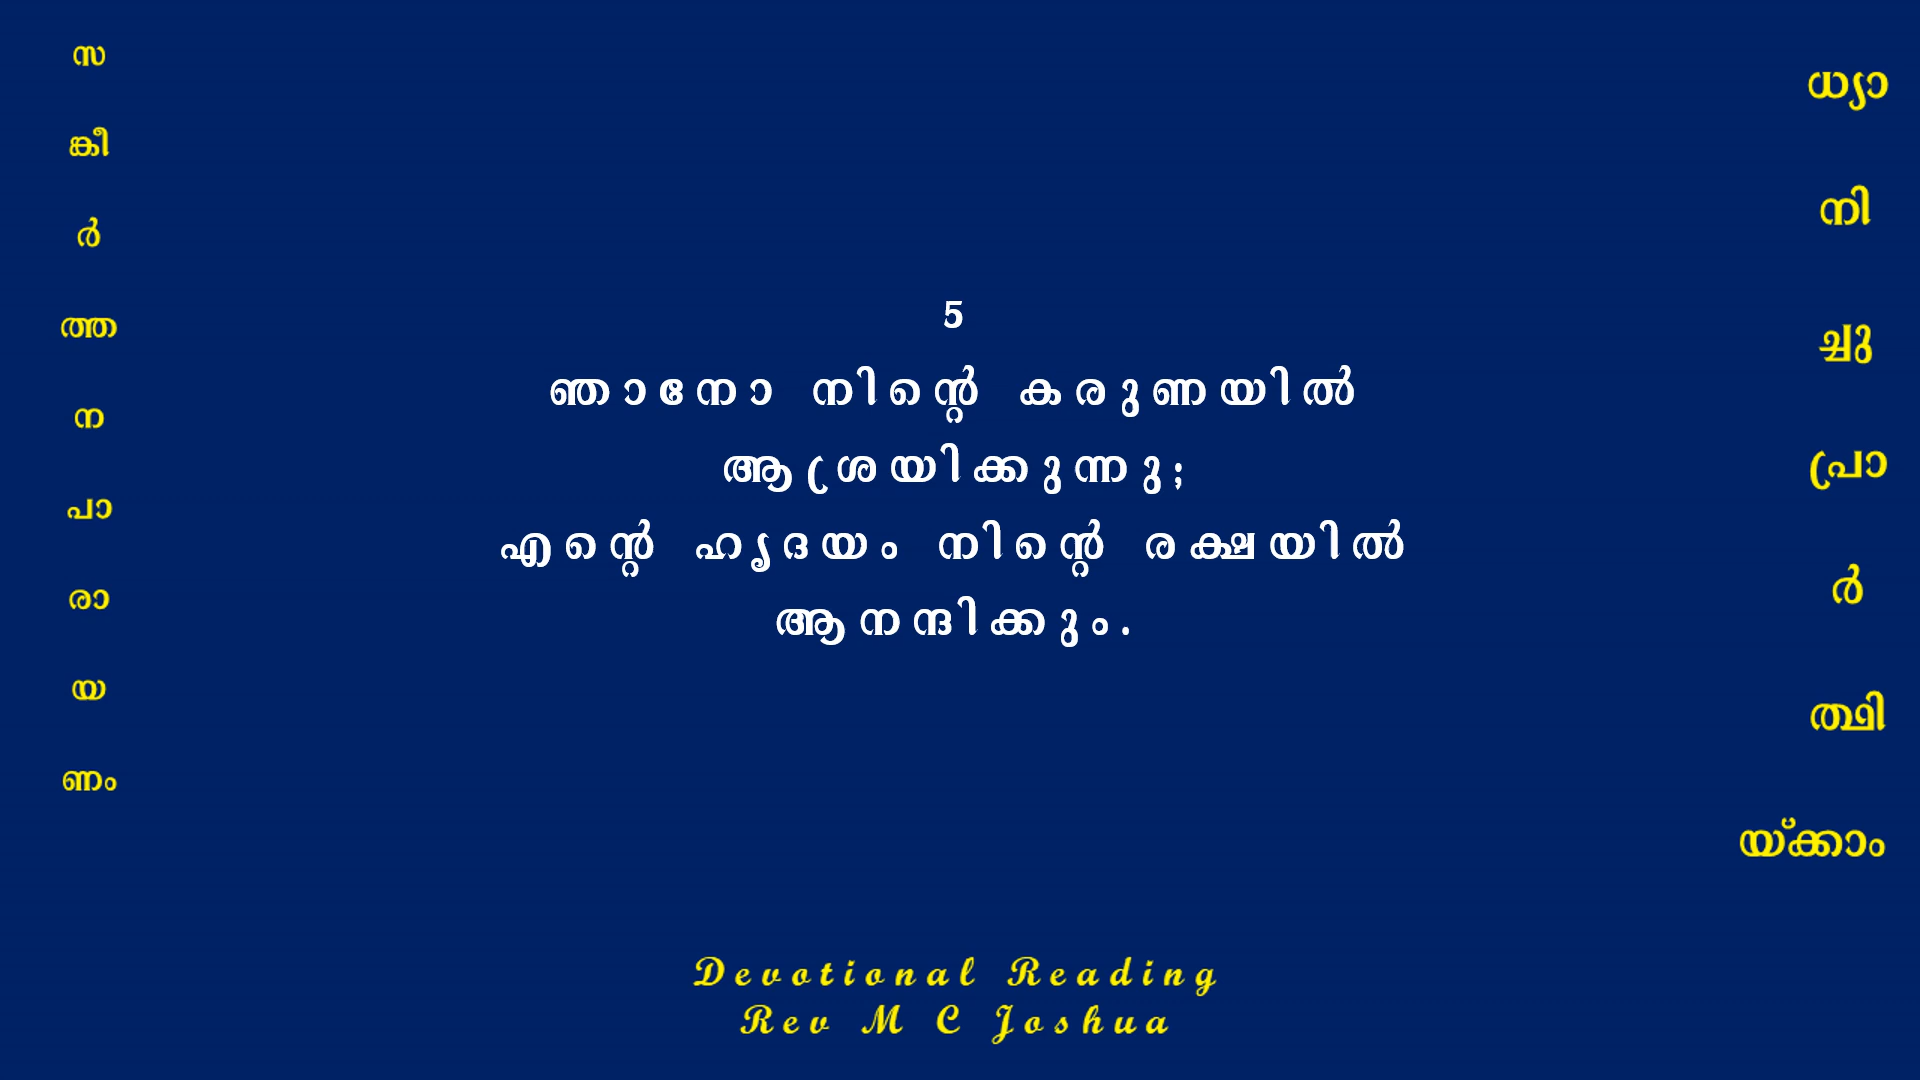 സ
ങ്കീ
ർ
ത്ത
ന
പാ
രാ
യ
ണം
5
ഞാനോ നിന്റെ കരുണയിൽ
ആശ്രയിക്കുന്നു;
എന്റെ ഹൃദയം നിന്റെ രക്ഷയിൽ
ആനന്ദിക്കും.
ധ്യാ
നി
ച്ചു
പ്രാ
ർ
ത്ഥി
യ്ക്കാം
Devotional Reading
Rev M C Joshua